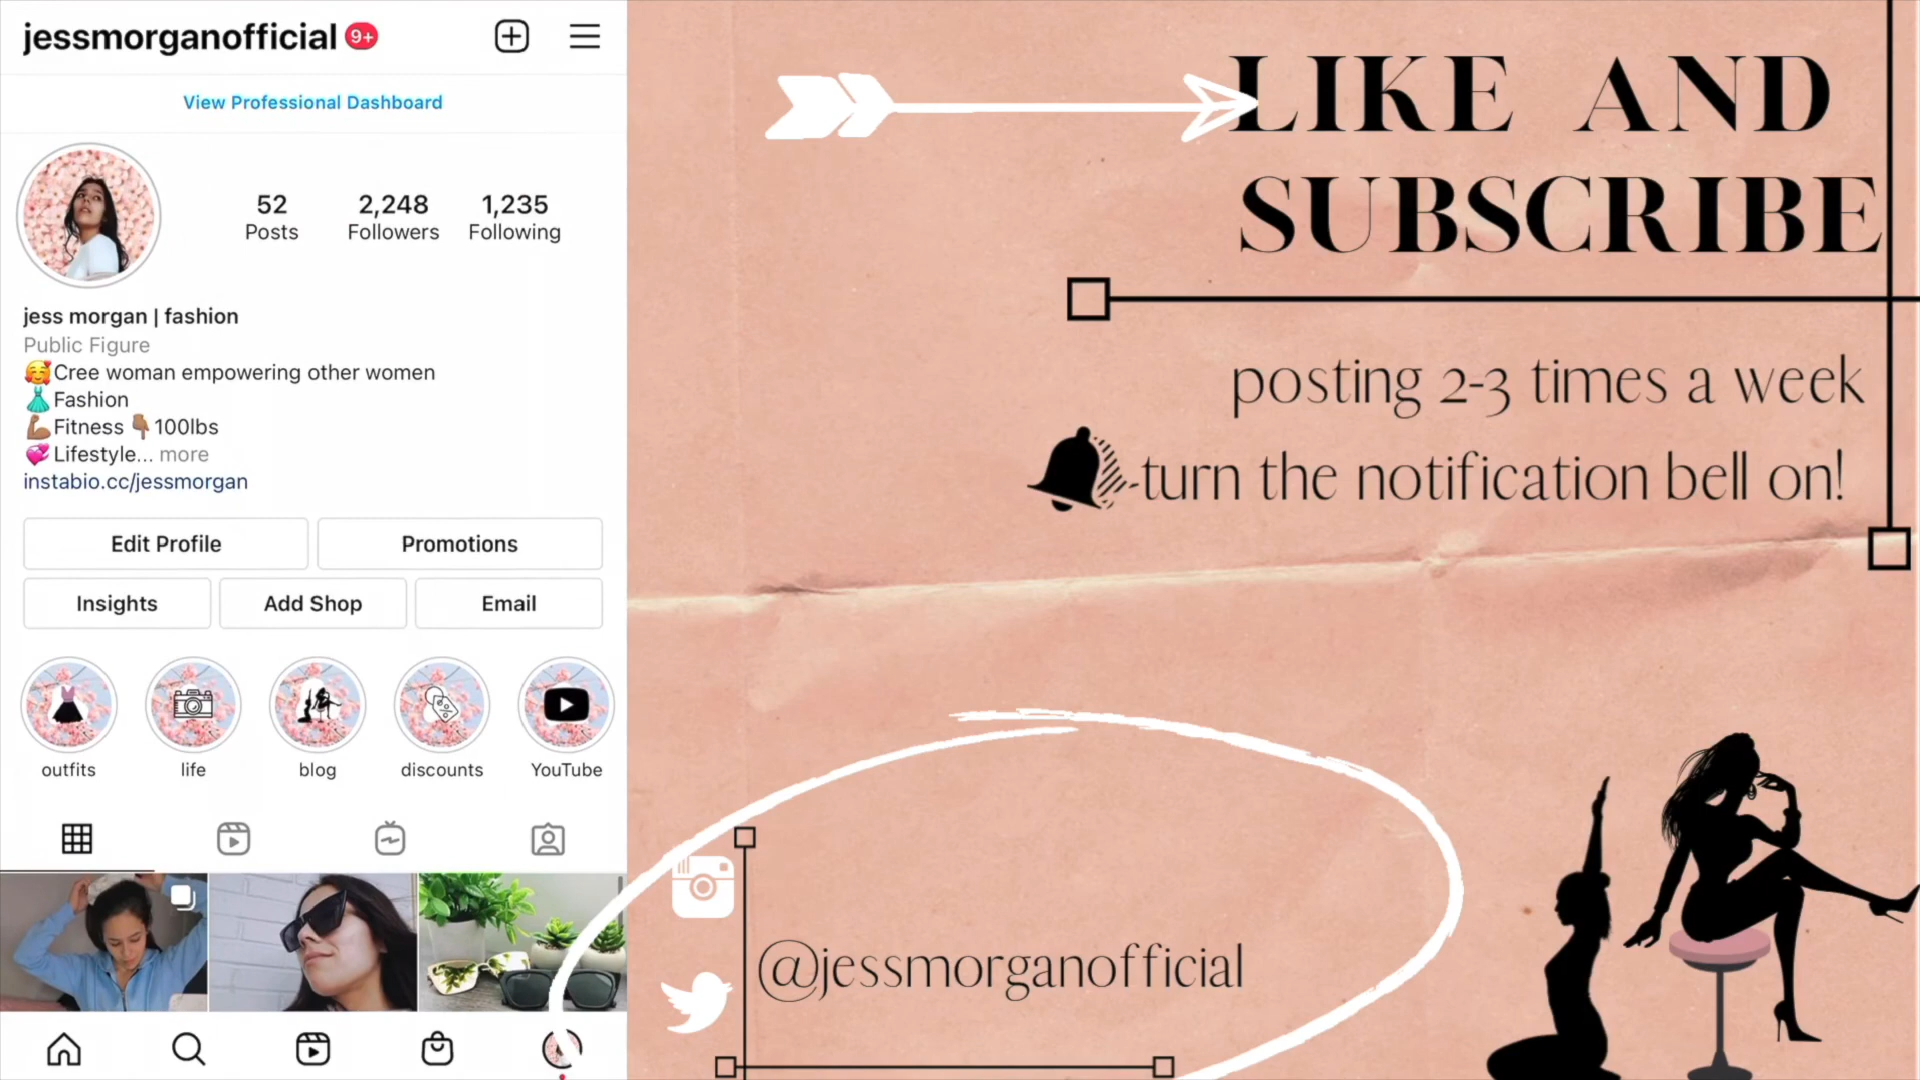 jessmorganofficial 9+
View Professional Dashboard
52 2,248 1,235
Posts Followers Following
jess morgan | fashion
Public Figure
🥰Cree woman empowering other women
👗Fashion
💪🏽Fitness 👇🏽100lbs
💞Lifestyle... more
instabio.cc/jessmorgan
Edit Profile Promotions
Insights Add Shop Email
outfits life blog discounts YouTube
LIKE AND
SUBSCRIBE
posting 2-3 times a week
-turn the notification bell on!
@jessmorganofficial